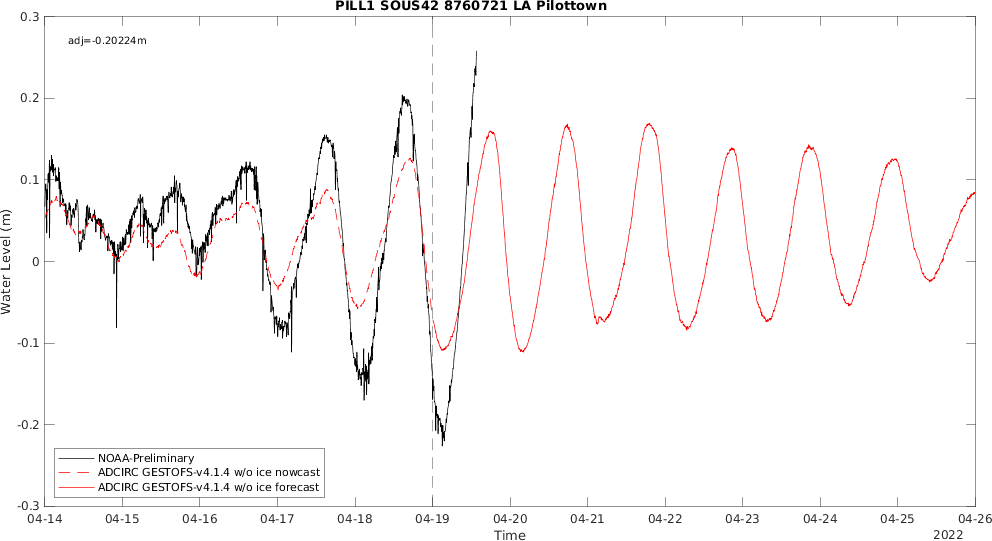 PILL1 SOUS42 8760721 LA Pilottown
adj=-0.20224m
0.3
0.2
0.1
0
-0.1
-0.2
-0.3
Water Level (m)
NOAA-Preliminary
ADCIRC GESTOFS-v4.1.4 w/o ice nowcast
ADCIRC GESTOFS-v4.1.4 w/o ice forecast
04-14 04-15 04-16 04-17 04-18 04-19 04-20 04-21 04-22 04-23 04-24 04-25 04-26
Time
2022